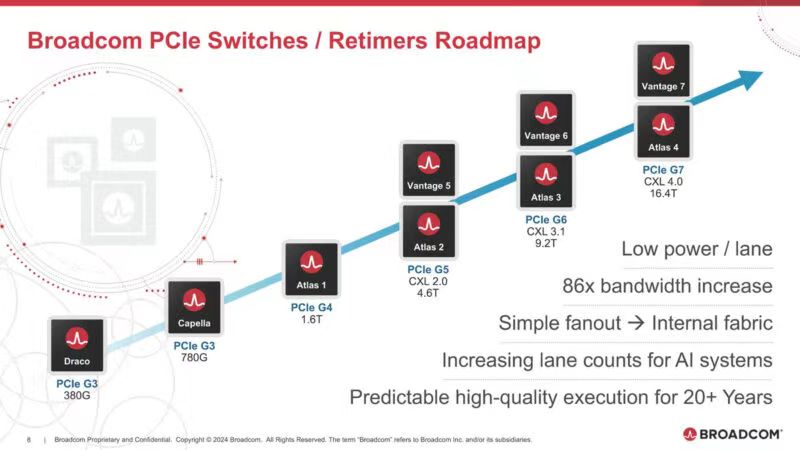 Broadcom PCIe Switches / Retimers Roadmap
Draco
PCIe G3
380G
Capella
PCIe G3
780G
Atlas 1
PCIe G4
1.6T
Vantage 5
Atlas 2
PCIe G5
CXL 2.0
4.6T
Vantage 6
Atlas 3
PCIe G6
CXL 3.1
9.2T
Vantage 7
Atlas 4
PCIe G7
CXL 4.0
16.4T
Low power / lane
86x bandwidth increase
Simple fanout → Internal fabric
Increasing lane counts for AI systems
Predictable high-quality execution for 20+ Years
8 | Broadcom Proprietary and Confidential. Copyright © 2024 Broadcom. All Rights Reserved. The term “Broadcom” refers to Broadcom Inc. and/or its subsidiaries.
BROADCOM®